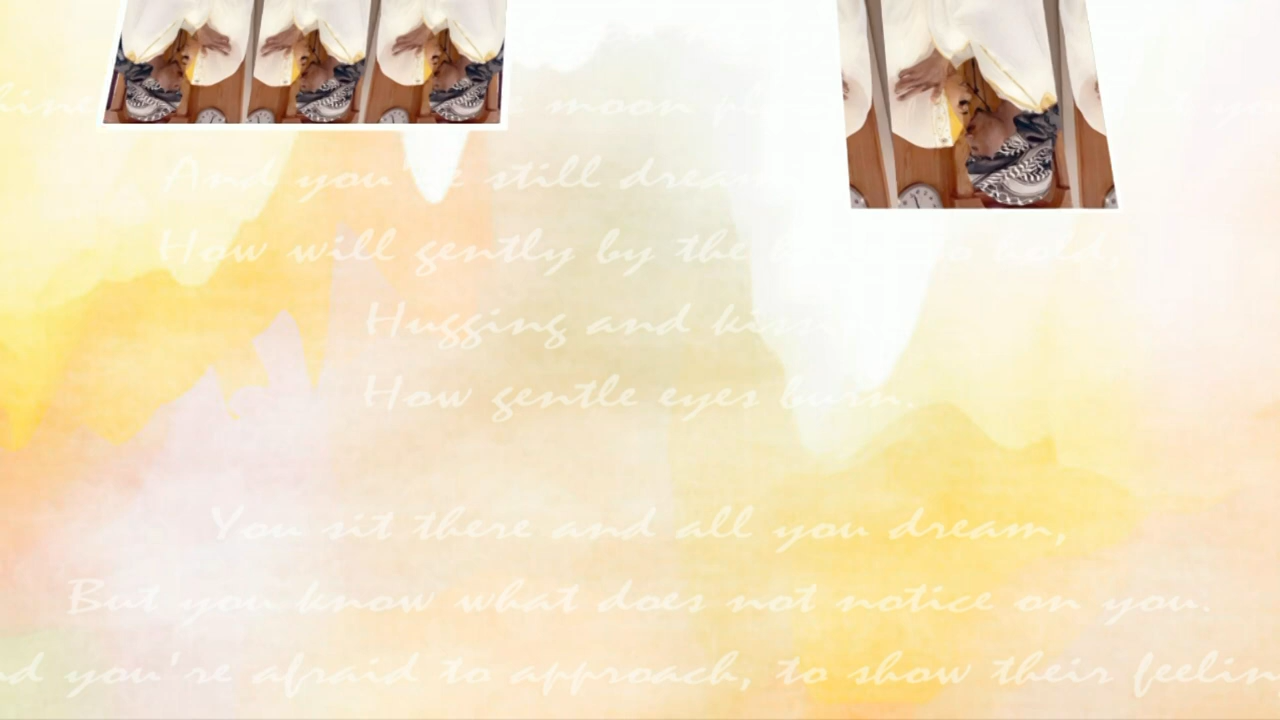 moon
And you still dream
How will gently by the hold,
Hugging and
How gentle eyes burn.
You sit there and all you dream,
But you know what does not notice on you.
you're afraid to approach, to show their feelin